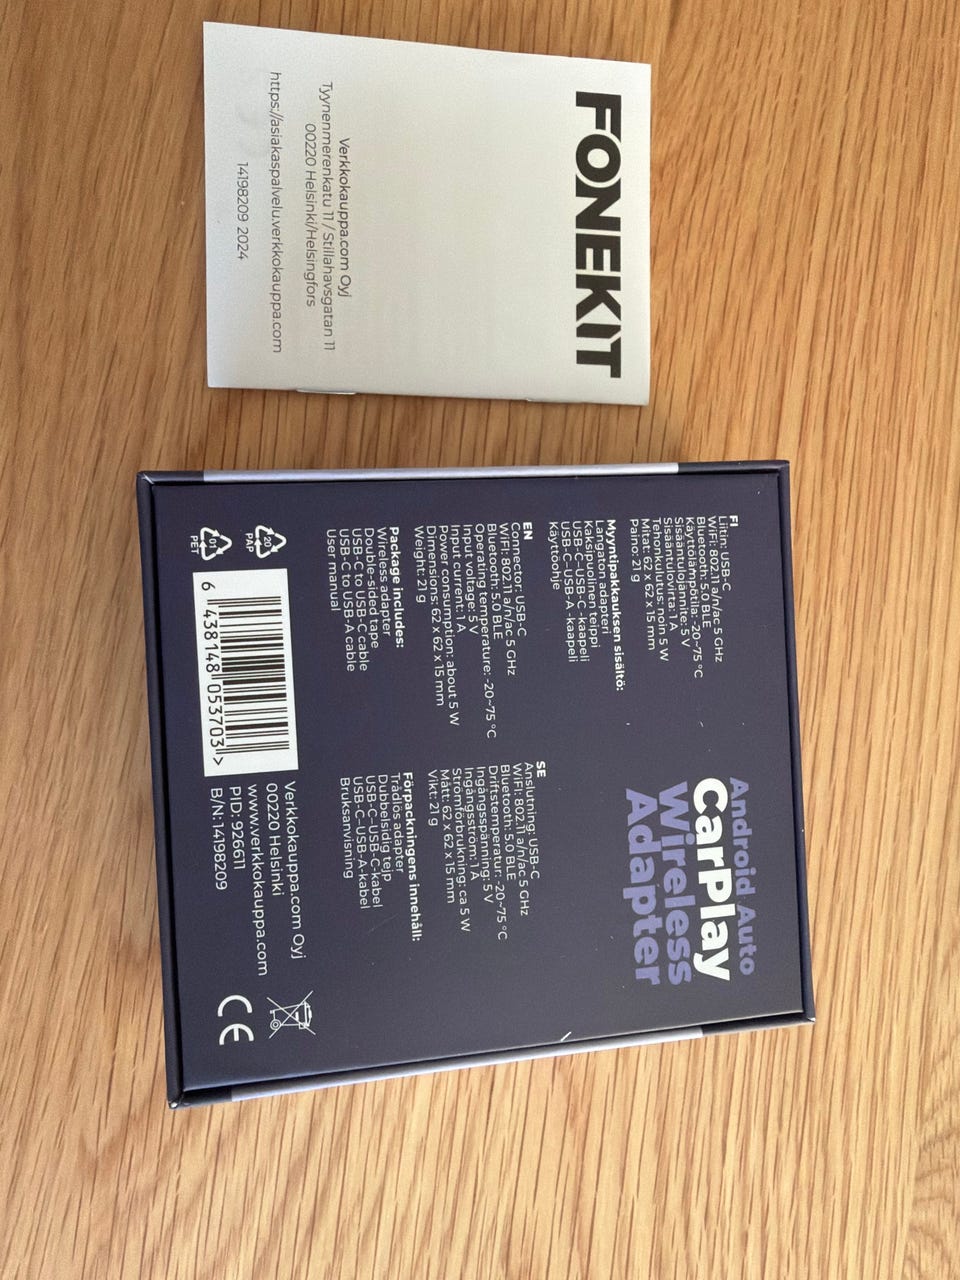 FONEKIT
Verkkokauppa.com Oyj
Tyynenmerenkatu 11 / Stillahavsgatan 11
00220 Helsinki/Helsingfors
https://asiakaspalvelu.verkkokauppa.com
14198209 2024
Android Auto
CarPlay
Wireless
Adapter
FI
Liitin: USB-C
WiFi: 802.11 a/n/ac 5 GHz
Bluetooth: 5.0 BLE
Käyttölämpötila: -20~75 °C
Sisääntulojännite: 5 V
Sisääntulovirta: 1 A
Tehonkulutus: noin 5 W
Mitat: 62 x 62 x 15 mm
Paino: 21 g
Myyntipakkauksen sisältö:
Langaton adapteri
Kaksipuolinen teippi
USB-C–USB-C -kaapeli
USB-C–USB-A -kaapeli
Käyttöohje
EN
Connector: USB-C
WiFi: 802.11 a/n/ac 5 GHz
Bluetooth: 5.0 BLE
Operating temperature: -20~75 °C
Input voltage: 5 V
Input current: 1 A
Power consumption: about 5 W
Dimensions: 62 x 62 x 15 mm
Weight: 21 g
Package includes:
Wireless adapter
Double-sided tape
USB-C to USB-C cable
USB-C to USB-A cable
User manual
SE
Anslutning: USB-C
WiFi: 802.11 a/n/ac 5 GHz
Bluetooth: 5.0 BLE
Driftstemperatur: -20~75 °C
Ingångsspänning: 5 V
Ingångsström: 1 A
Strömförbrukning: ca 5 W
Mått: 62 x 62 x 15 mm
Vikt: 21 g
Förpackningens innehåll:
Trådlös adapter
Dubbelsidig tejp
USB-C–USB-C-kabel
USB-C–USB-A-kabel
Bruksanvisning
20
PAP
01
PET
6 438148 053703 >
Verkkokauppa.com Oyj
00220 Helsinki
www.verkkokauppa.com
PID: 926611
B/N: 14198209
CE